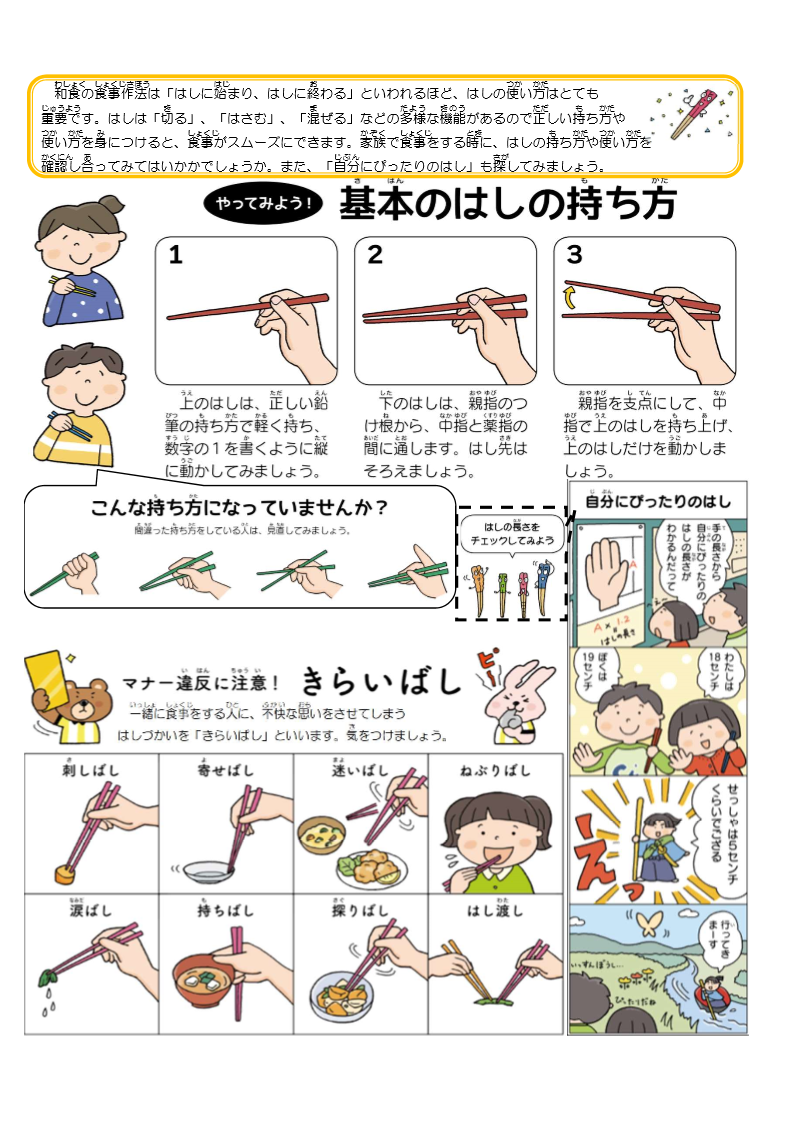 和食の食事作法は「はしに始まり、はしに終わる」といわれるほど、はしの使い方はとても
重要です。はしは「切る」、「はさむ」、「混ぜる」などの多様な機能があるので正しい持ち方や
使い方を身につけると、食事がスムーズにできます。家族で食事をする時に、はしの持ち方や使い方を
確認し合ってみてはいかかでしょうか。また、「自分にぴったりのはし」も探してみましょう。
やってみよう！
基本のはしの持ち方
1
上のはしは、正しい鉛
筆の持ち方で軽く持ち、
数字の１を書くように縦
に動かしてみましょう。
2
下のはしは、親指のつ
け根から、中指と薬指の
間に通します。はし先は
そろえましょう。
3
親指を支点にして、中
指で上のはしを持ち上げ、
上のはしだけを動かしま
しょう。
こんな持ち方になっていませんか？
間違った持ち方をしている人は、見直してみましょう。
はしの長さを
チェックしてみよう
自分にぴったりのはし
手の長さから
自分にぴったりの
はしの長さが
わかるんだって
A
A × 1.2
=
はしの長さ
わたしは
18センチ
ぼくは
19センチ
せっしゃは5センチ
くらいでござる
えっ
行ってき
まーす
いっすんぼうし…
ぴったりだね
マナー違反に注意！
きらいばし
ピー
一緒に食事をする人に、不快な思いをさせてしまう
はしづかいを「きらいばし」といいます。気をつけましょう。
刺しばし
寄せばし
迷いばし
ねぶりばし
涙ばし
持ちばし
探りばし
はし渡し